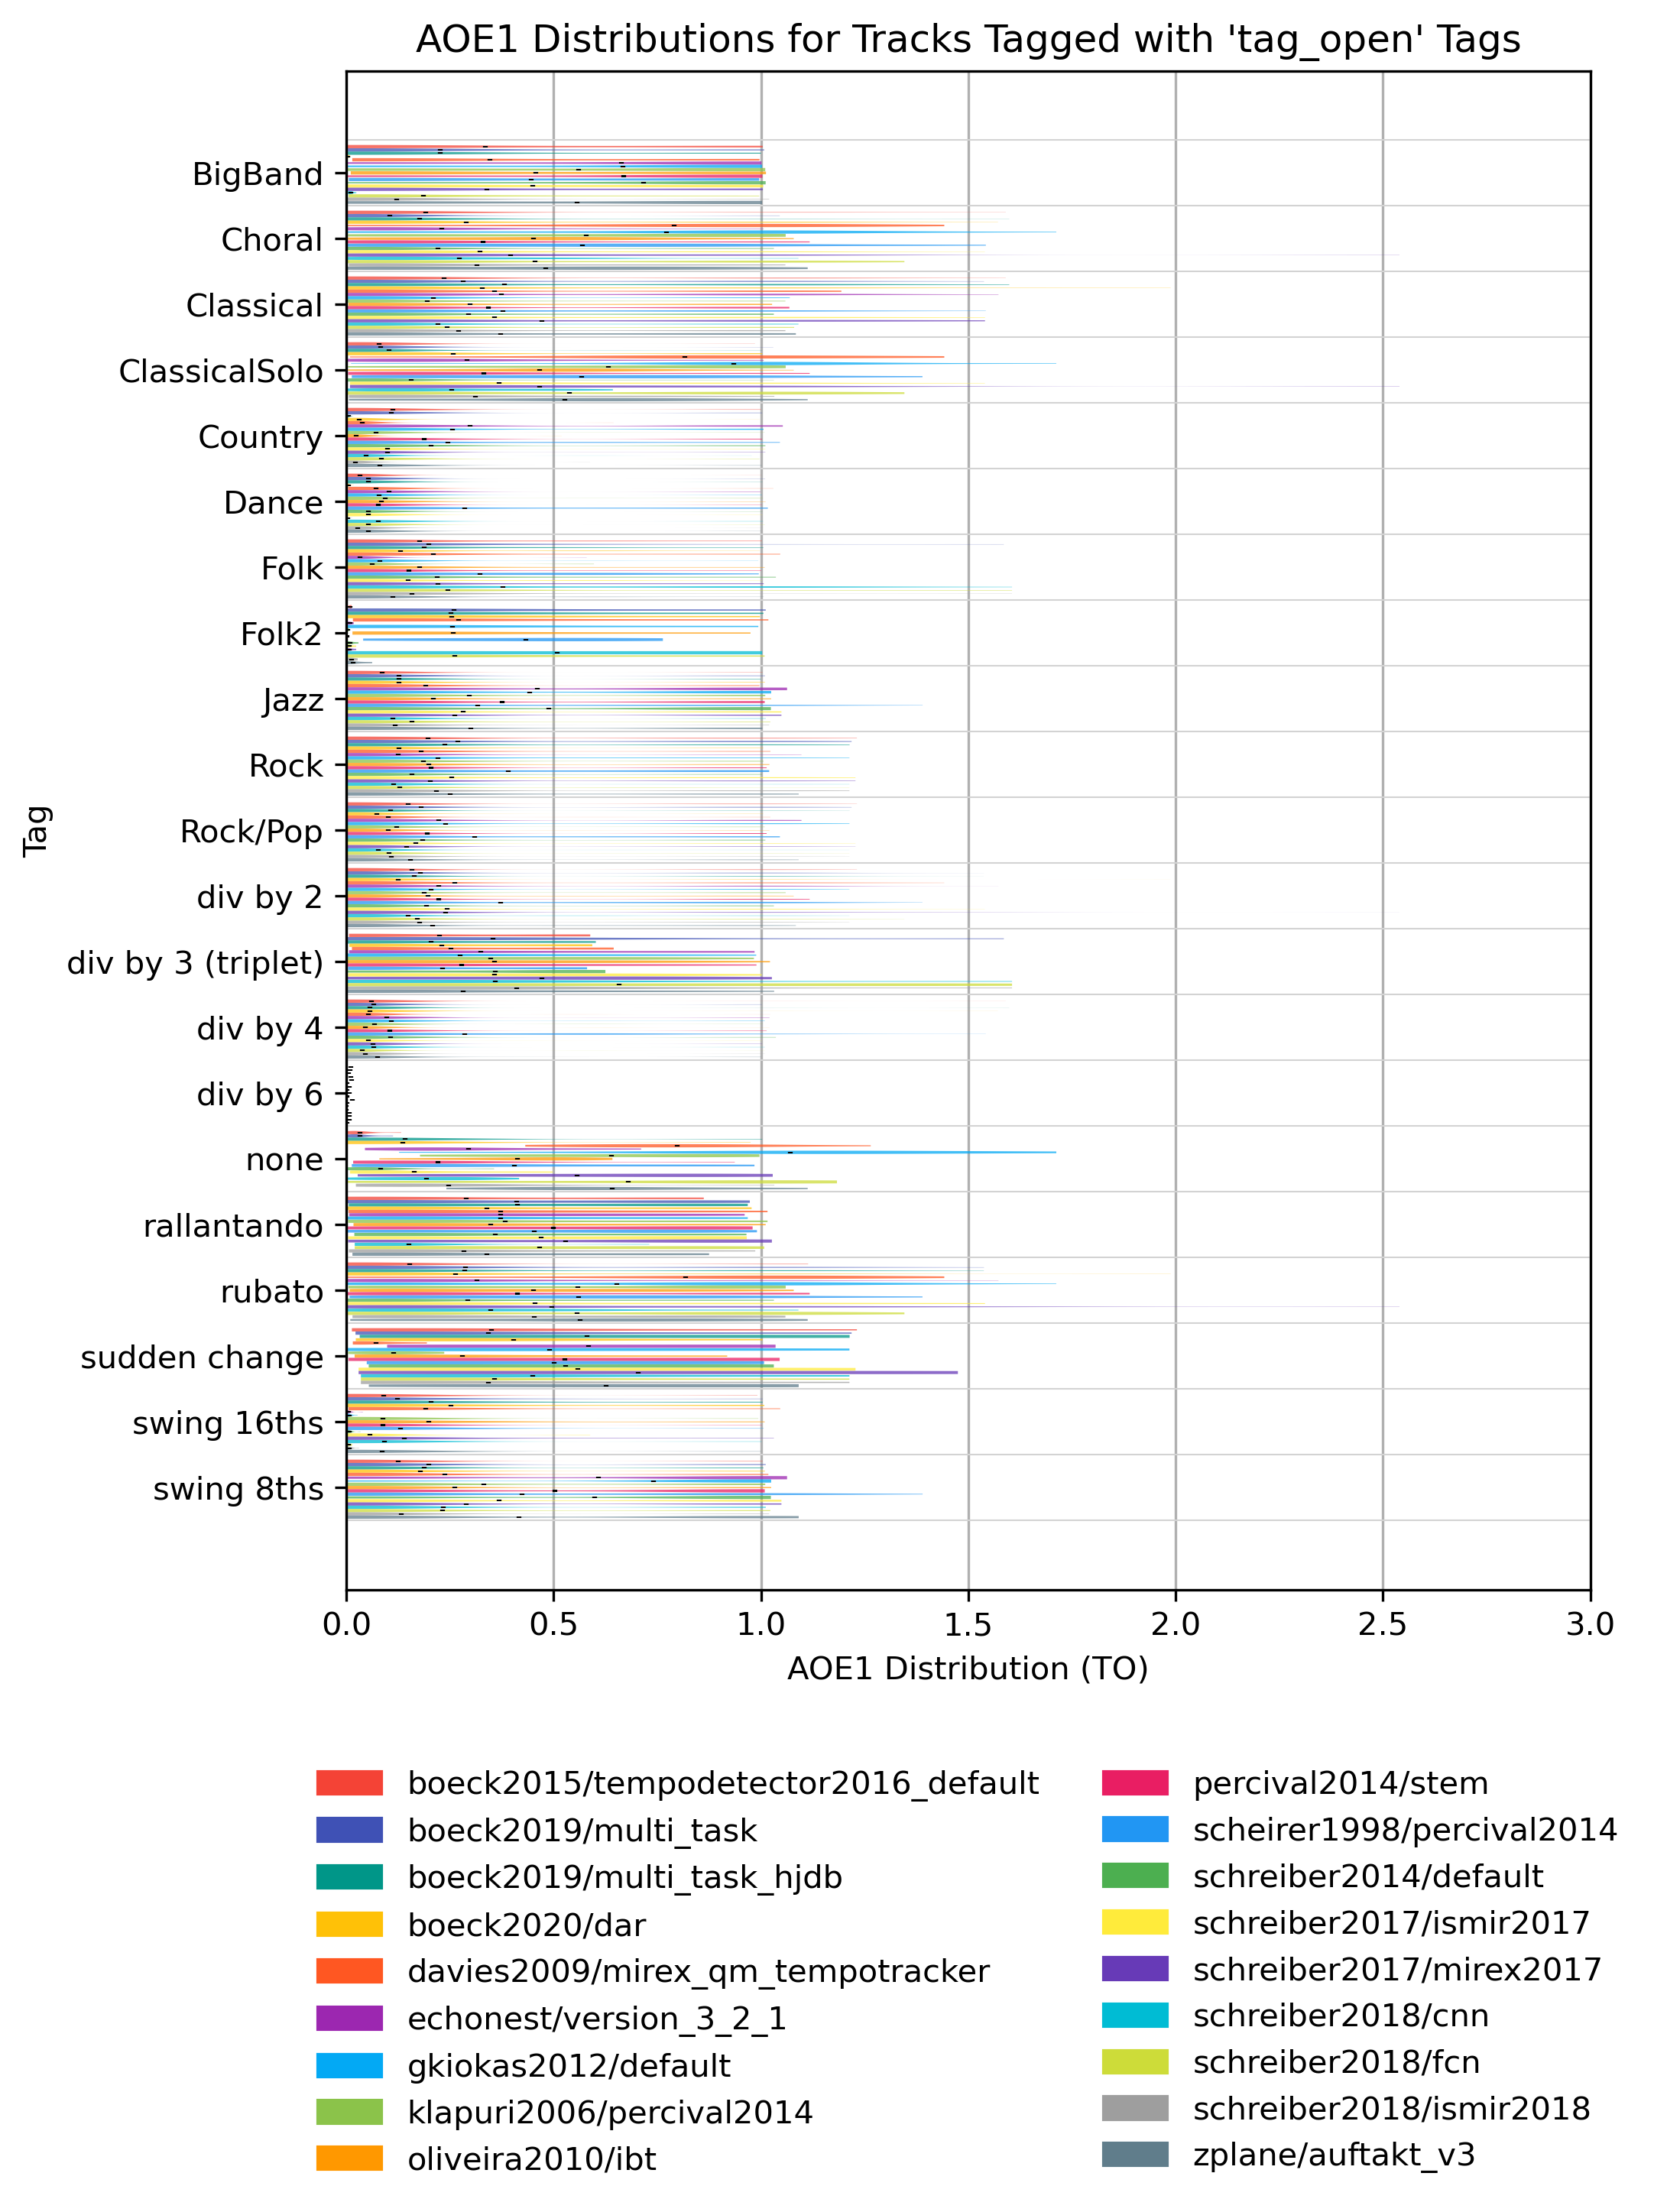 AOE1 Distributions for Tracks Tagged with 'tag_open' Tags
Tag
BigBand
Choral
Classical
ClassicalSolo
Country
Dance
Folk
Folk2
Jazz
Rock
Rock/Pop
div by 2
div by 3 (triplet)
div by 4
div by 6
none
rallantando
rubato
sudden change
swing 16ths
swing 8ths
0.0 0.5 1.0 1.5 2.0 2.5 3.0
AOE1 Distribution (TO)
boeck2015/tempodetector2016_default
boeck2019/multi_task
boeck2019/multi_task_hjdb
boeck2020/dar
davies2009/mirex_qm_tempotracker
echonest/version_3_2_1
gkiokas2012/default
klapuri2006/percival2014
oliveira2010/ibt
percival2014/stem
scheirer1998/percival2014
schreiber2014/default
schreiber2017/ismir2017
schreiber2017/mirex2017
schreiber2018/cnn
schreiber2018/fcn
schreiber2018/ismir2018
zplane/auftakt_v3